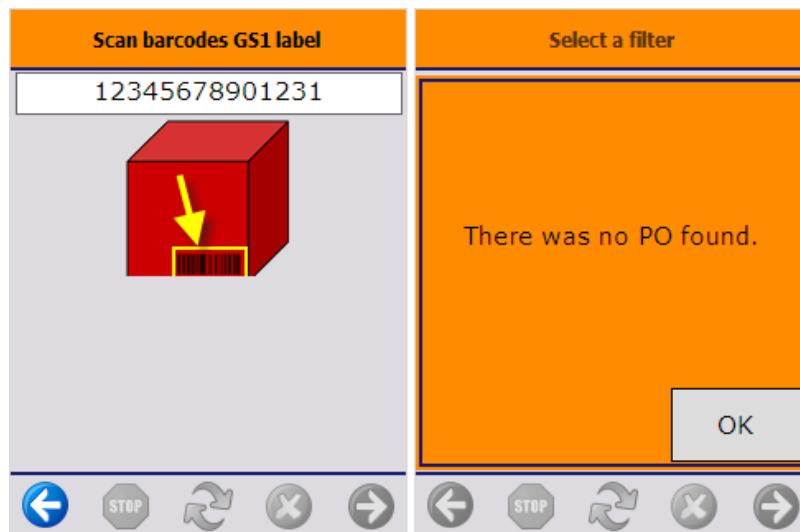 Scan barcodes GS1 label
12345678901231
STOP
Select a filter
There was no PO found.
OK
STOP